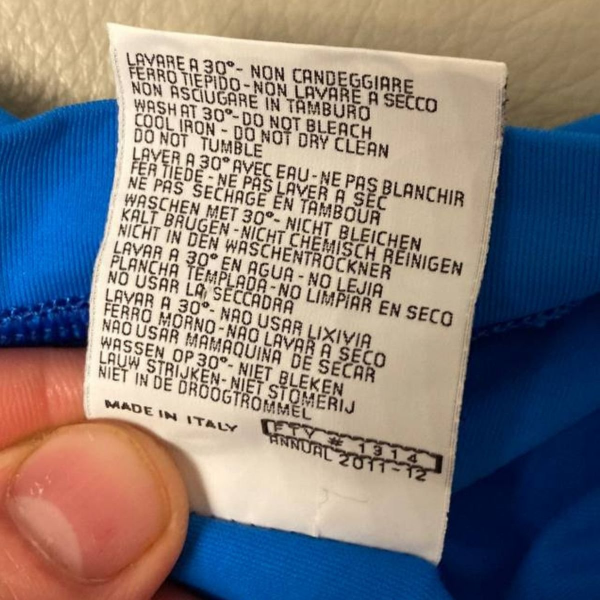 LAVARE A 30°- NON CANDEGGIARE
FERRO TIEPIDO-NON LAVARE A SECCO
NON ASCIUGARE IN TAMBURO
WASH AT 30°-DO NOT BLEACH
COOL IRON - DO NOT DRY CLEAN
DO NOT TUMBLE
LAVER A 30° AVEC EAU-NE PAS BLANCHIR
FER TIEDE - NE PAS LAVER A SEC
NE PAS SECHAGE EN TAMBOUR
WASCHEN MET 30°- NICHT BLEICHEN
KALT BRUGEN-NICHT CHEMISCH REINIGEN
NICHT IN DEN WASCHENTROCKNER
LAVAR A 30° EN AGUA-NO LEJIA
PLANCHA TEMPLADA-NO LIMPIAR EN SECO
NO USAR LA SECCADRA
LAVAR A 30°- NAO USAR LIXIVIA
FERRO MORNO-NAO LAVAR A SECO
NAO USAR MAMAQUINA DE SECAR
WASSEN OP 30°- NIET BLEKEN
LAUW STRIJKEN-NIET STOMERIJ
NIET IN DE DROOGTROMMEL
MADE IN ITALY
FTY # 1314
ANNUAL 2011-12